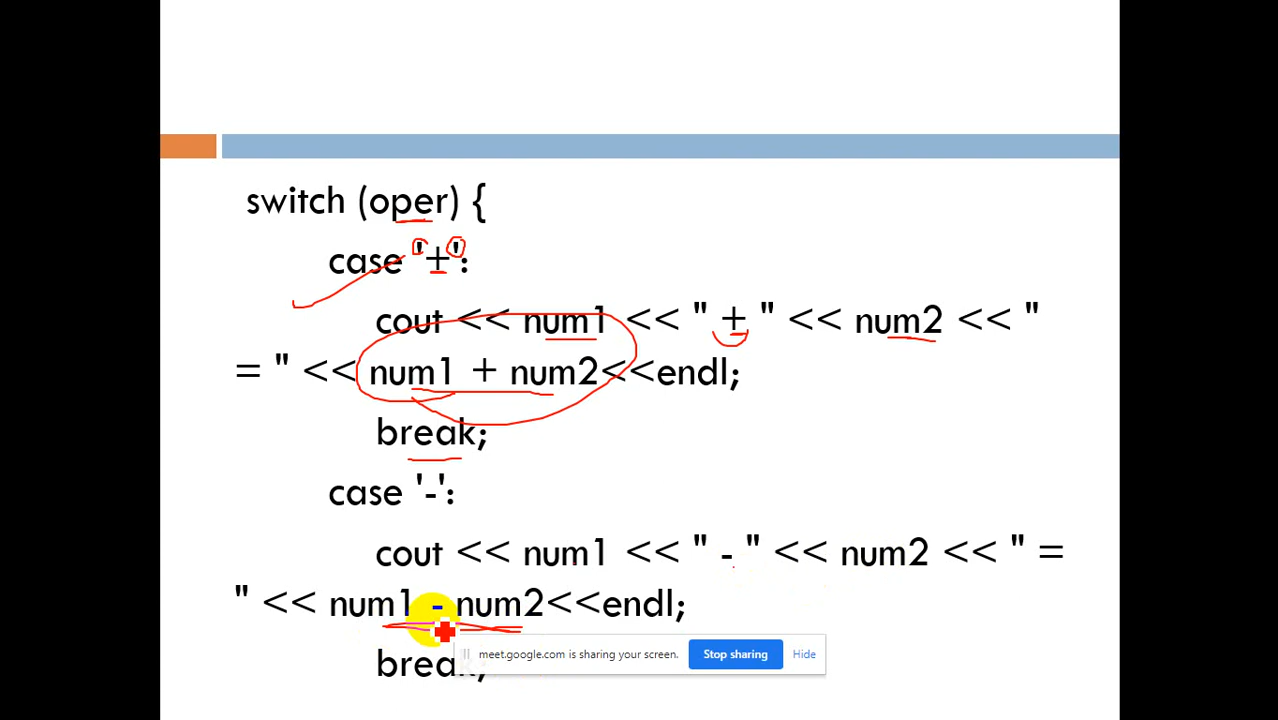 switch (oper) {
case '+':
cout << num1 << " + " << num2 << "
= " << num1 + num2<<endl;
break;
case '-':
cout << num1 << " - " << num2 << " =
" << num1 - num2<<endl;
meet.google.com is sharing your screen. Stop sharing Hide
break;